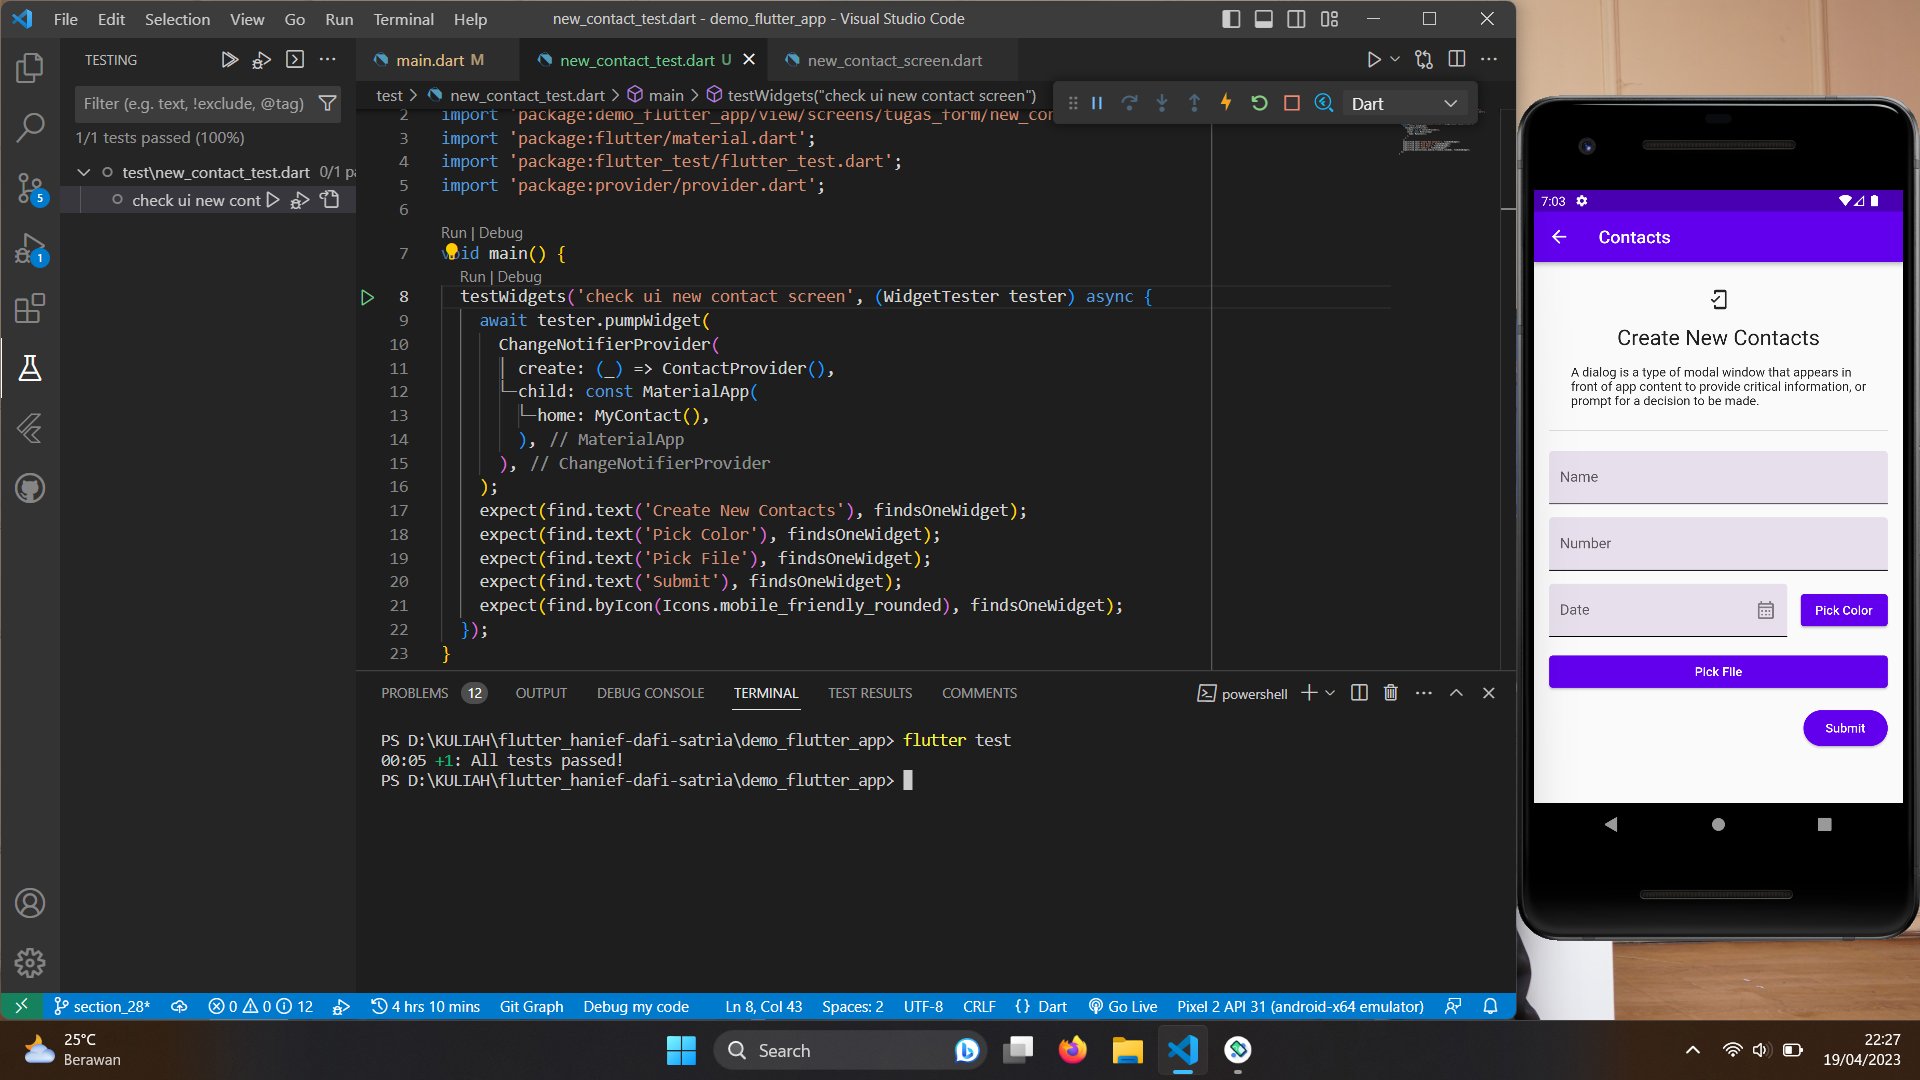 File Edit Selection View Go Run Terminal Help
new_contact_test.dart - demo_flutter_app - Visual Studio Code
TESTING
main.dart M
new_contact_test.dart U
new_contact_screen.dart
Filter (e.g. text, !exclude, @tag)
test > new_contact_test.dart > main > testWidgets("check ui new contact screen")
Dart
1/1 tests passed (100%)
test\new_contact_test.dart 0/1
check ui new cont
2 import 'package:demo_flutter_app/view/screens/tugas_form/new_
3 import 'package:flutter/material.dart';
4 import 'package:flutter_test/flutter_test.dart';
5 import 'package:provider/provider.dart';
6
Run | Debug
7 void main() {
Run | Debug
8 testWidgets('check ui new contact screen', (WidgetTester tester) async {
9 await tester.pumpWidget(
10 ChangeNotifierProvider(
11 create: (_) => ContactProvider(),
12 child: const MaterialApp(
13 home: MyContact(),
14 ), // MaterialApp
15 ), // ChangeNotifierProvider
16 );
17 expect(find.text('Create New Contacts'), findsOneWidget);
18 expect(find.text('Pick Color'), findsOneWidget);
19 expect(find.text('Pick File'), findsOneWidget);
20 expect(find.text('Submit'), findsOneWidget);
21 expect(find.byIcon(Icons.mobile_friendly_rounded), findsOneWidget);
22 });
23 }
PROBLEMS 12 OUTPUT DEBUG CONSOLE TERMINAL TEST RESULTS COMMENTS
powershell
PS D:\KULIAH\flutter_hanief-dafi-satria\demo_flutter_app> flutter test
00:05 +1: All tests passed!
PS D:\KULIAH\flutter_hanief-dafi-satria\demo_flutter_app>
5
1
7:03
Contacts
Create New Contacts
A dialog is a type of modal window that appears in
front of app content to provide critical information, or
prompt for a decision to be made.
Name
Number
Date
Pick Color
Pick File
Submit
section_28* 0 0 12 4 hrs 10 mins Git Graph Debug my code Ln 8, Col 43 Spaces: 2 UTF-8 CRLF {} Dart Go Live Pixel 2 API 31 (android-x64 emulator)
25°C
Berawan
Search
22:27
19/04/2023